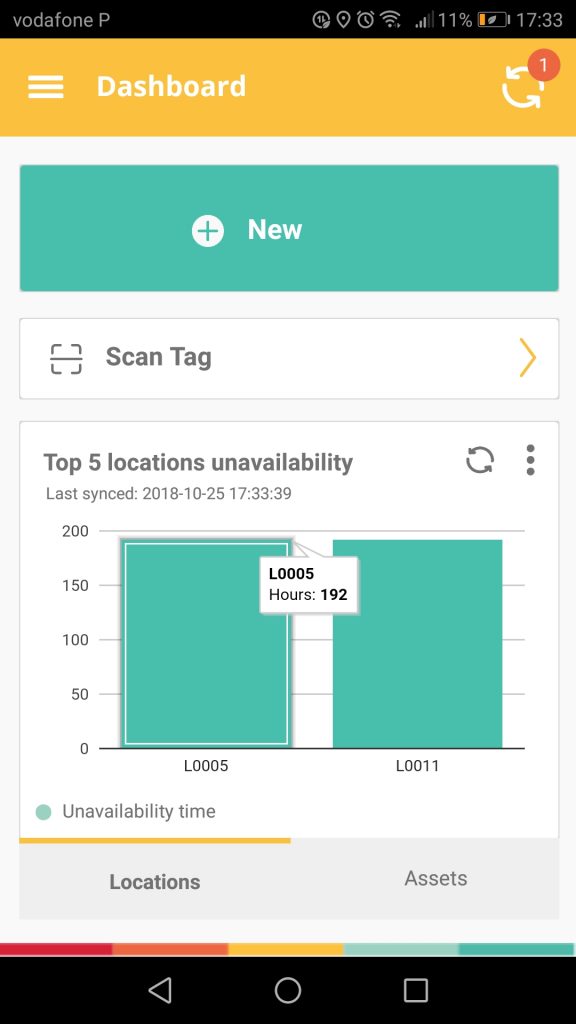 vodafone P 11% 17:33
Dashboard
1
New
Scan Tag
Top 5 locations unavailability
Last synced: 2018-10-25 17:33:39
200
150
100
50
0
L0005
Hours: 192
L0005 L0011
Unavailability time
Locations Assets